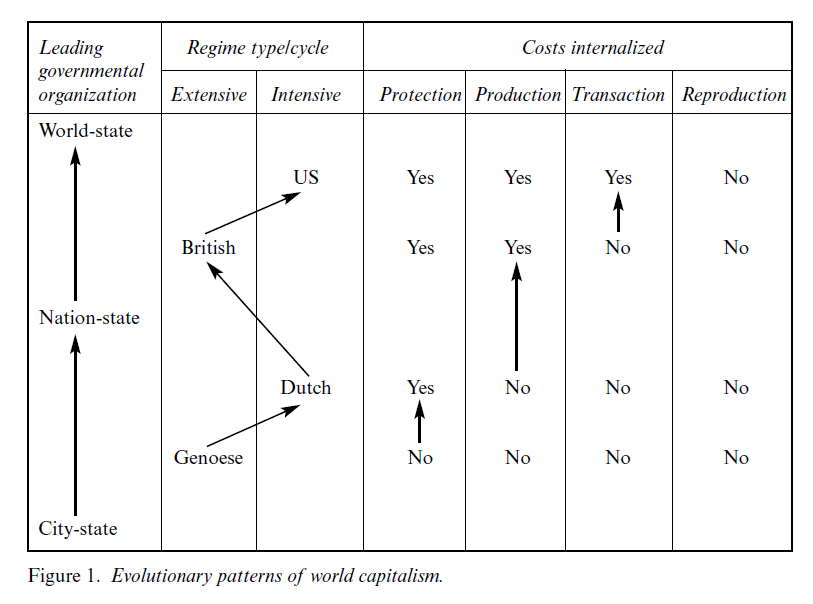 Leading governmental organization Regime type/cycle Costs internalized
Extensive Intensive Protection Production Transaction Reproduction
World-state
US Yes Yes Yes No
British Yes Yes No No
Nation-state
Dutch Yes No No No
Genoese No No No No
City-state
Figure 1. Evolutionary patterns of world capitalism.